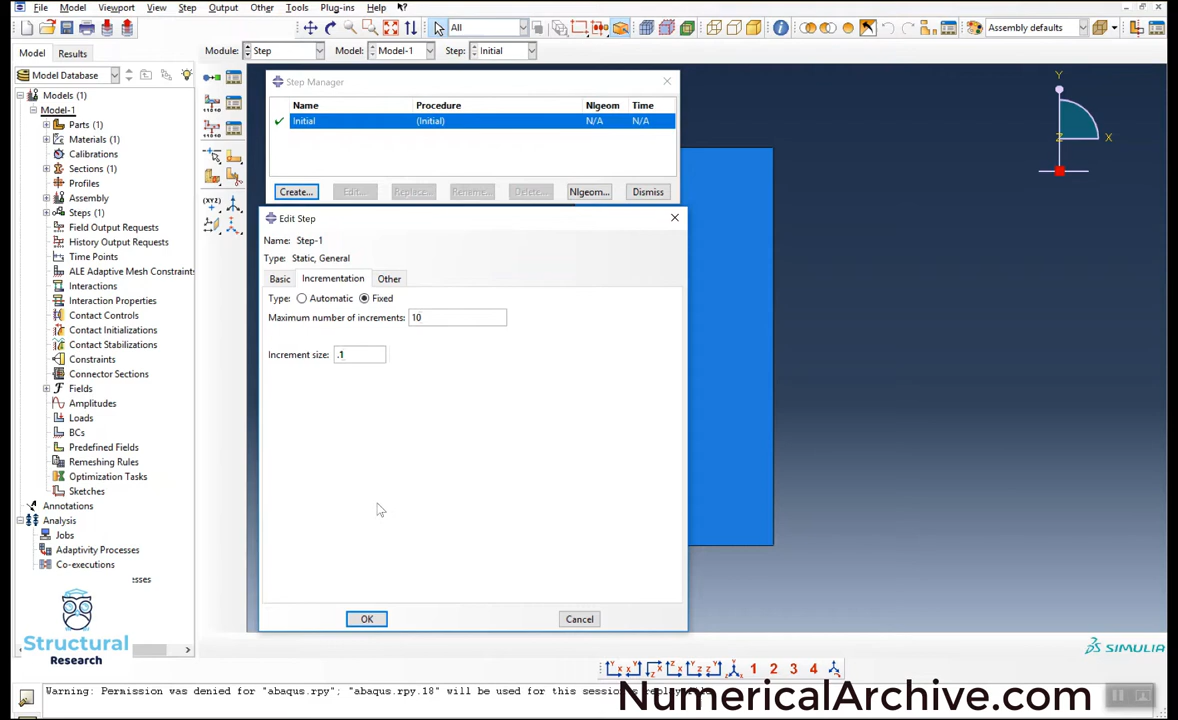 File Model Viewport View Step Output Other Tools Plug-ins Help
All
Assembly defaults
Model Results
Module: Step Model: Model-1 Step: Initial
Model Database
Models (1)
Model-1
Parts (1)
Materials (1)
Calibrations
Sections (1)
Profiles
Assembly
Steps (1)
Field Output Requests
History Output Requests
Time Points
ALE Adaptive Mesh Constraints
Interactions
Interaction Properties
Contact Controls
Contact Initializations
Contact Stabilizations
Constraints
Connector Sections
Fields
Amplitudes
Loads
BCs
Predefined Fields
Remeshing Rules
Optimization Tasks
Sketches
Annotations
Analysis
Jobs
Adaptivity Processes
Co-executions
esses
Structural
Research
Step Manager
Name Procedure Nlgeom Time
Initial (Initial) N/A N/A
Create... Edit... Replace... Rename... Delete... Nlgeom... Dismiss
Edit Step
Name: Step-1
Type: Static, General
Basic Incrementation Other
Type: Automatic Fixed
Maximum number of increments: 10
Increment size: .1
OK Cancel
Y
X
Z
SIMULIA
1 2 3 4
Warning: Permission was denied for "abaqus.rpy"; "abaqus.rpy.18" will be used for this session's replay file.
NumericalArchive.com